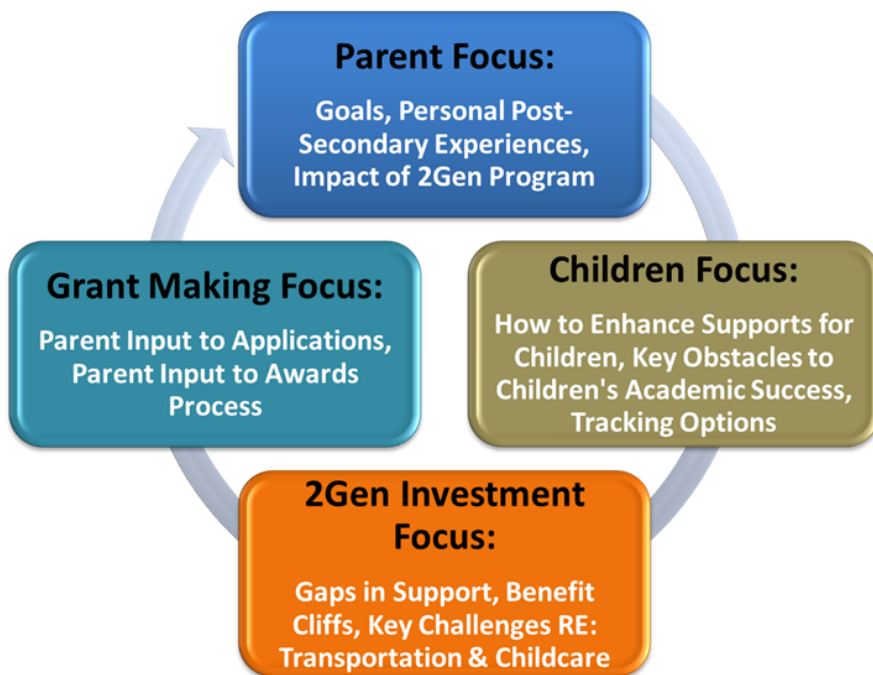 Parent Focus:
Goals, Personal Post-
Secondary Experiences,
Impact of 2Gen Program
Children Focus:
How to Enhance Supports for
Children, Key Obstacles to
Children's Academic Success,
Tracking Options
2Gen Investment
Focus:
Gaps in Support, Benefit
Cliffs, Key Challenges RE:
Transportation & Childcare
Grant Making Focus:
Parent Input to Applications,
Parent Input to Awards
Process